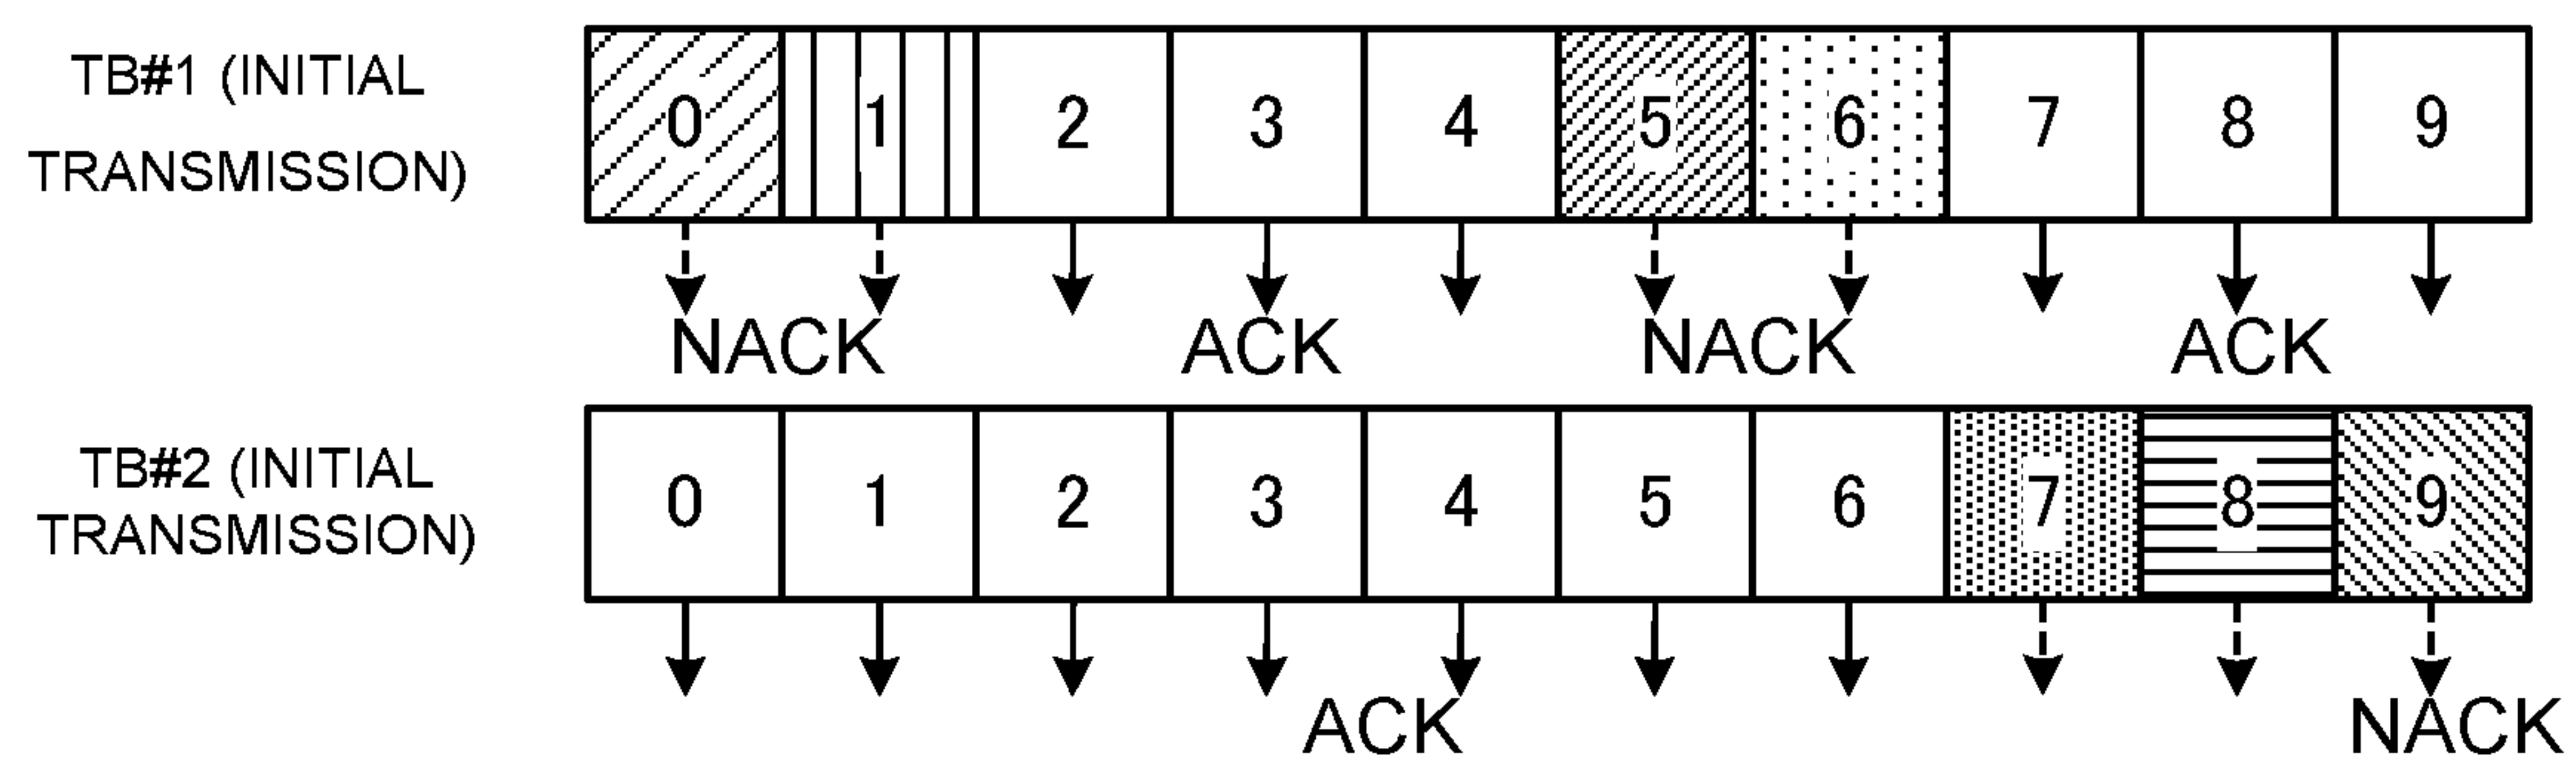 TB#1 (INITIAL
TRANSMISSION)
0 1 2 3 4 5 6 7 8 9
NACK ACK NACK ACK
TB#2 (INITIAL
TRANSMISSION)
0 1 2 3 4 5 6 7 8 9
ACK NACK